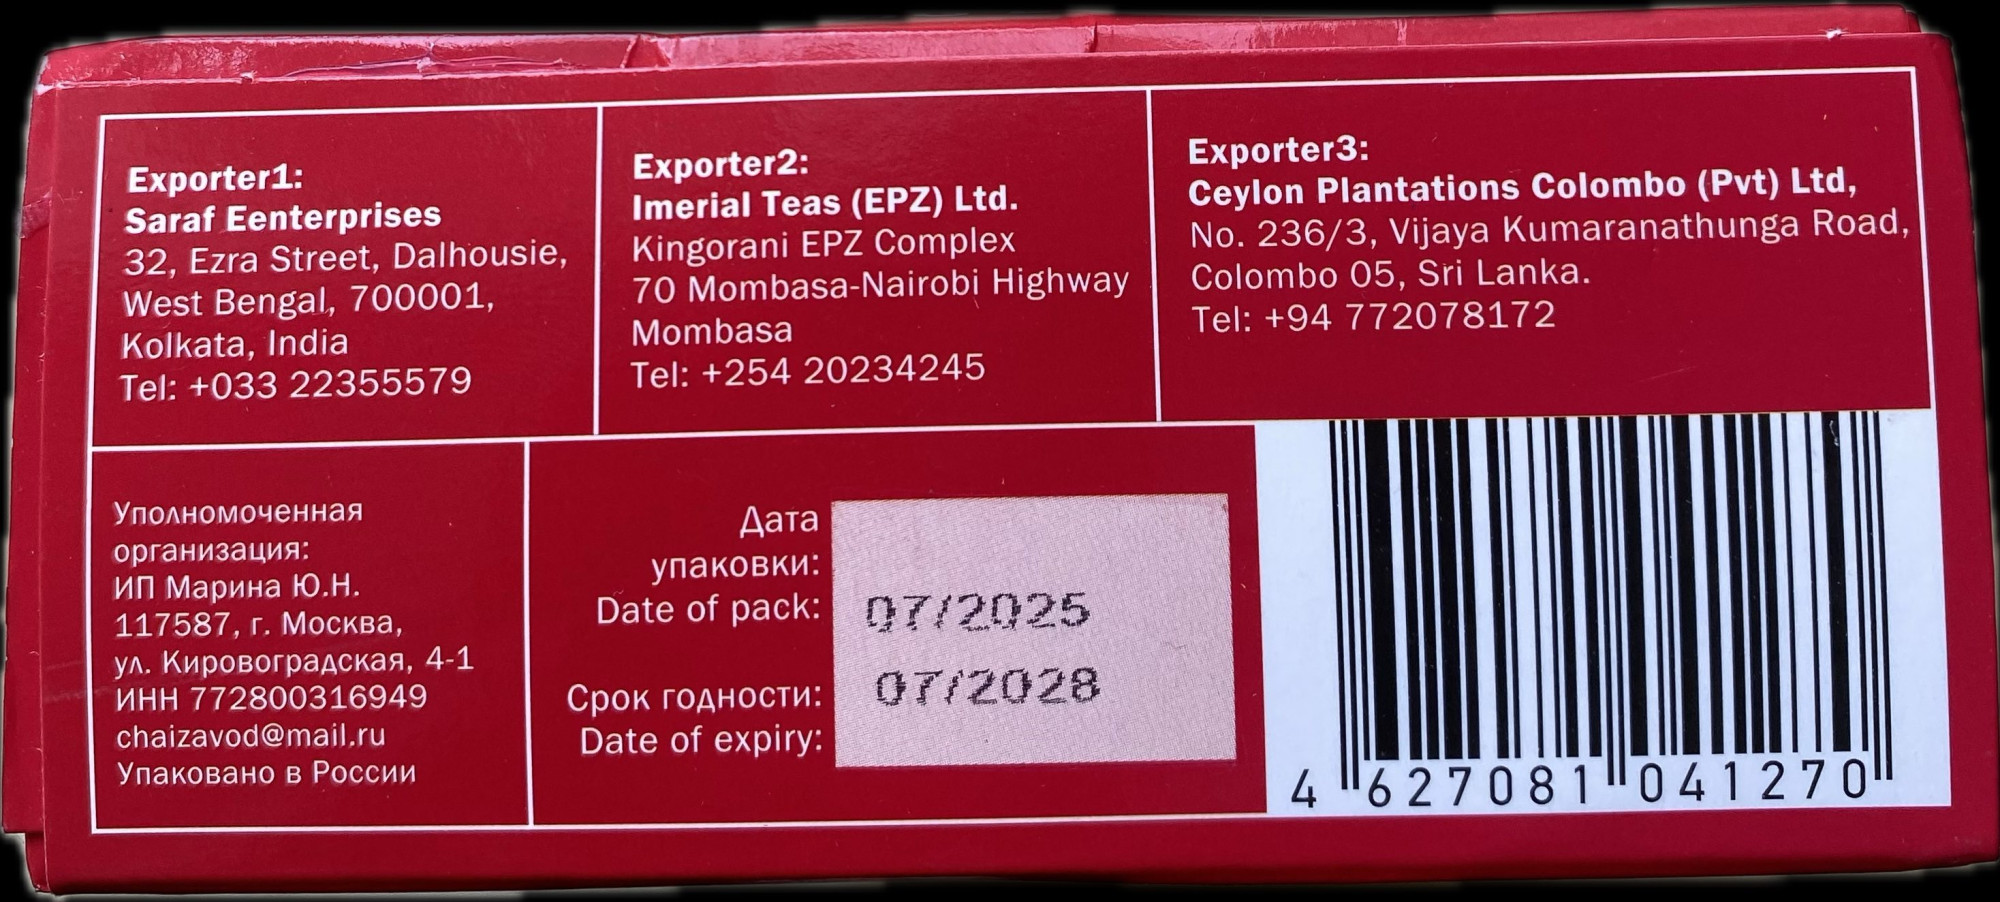 Exporter1:
Saraf Eenterprises
32, Ezra Street, Dalhousie,
West Bengal, 700001,
Kolkata, India
Tel: +033 22355579
Exporter2:
Imerial Teas (EPZ) Ltd.
Kingorani EPZ Complex
70 Mombasa-Nairobi Highway
Mombasa
Tel: +254 20234245
Exporter3:
Ceylon Plantations Colombo (Pvt) Ltd,
No. 236/3, Vijaya Kumaranathunga Road,
Colombo 05, Sri Lanka.
Tel: +94 772078172
Уполномоченная
организация:
ИП Марина Ю.Н.
117587, г. Москва,
ул. Кировоградская, 4-1
ИНН 772800316949
chaizavod@mail.ru
Упаковано в России
Дата
упаковки:
Date of pack:
07/2025
Срок годности:
Date of expiry:
07/2028
4 627081 041270